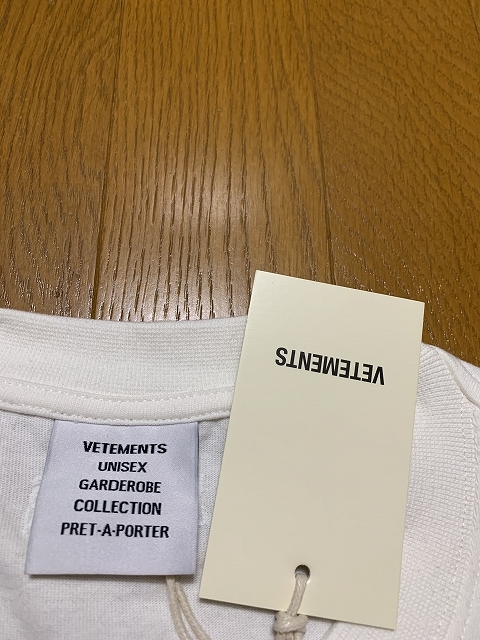 VETEMENTS
UNISEX
GARDEROBE
COLLECTION
PRET-A-PORTER
VETEMENTS